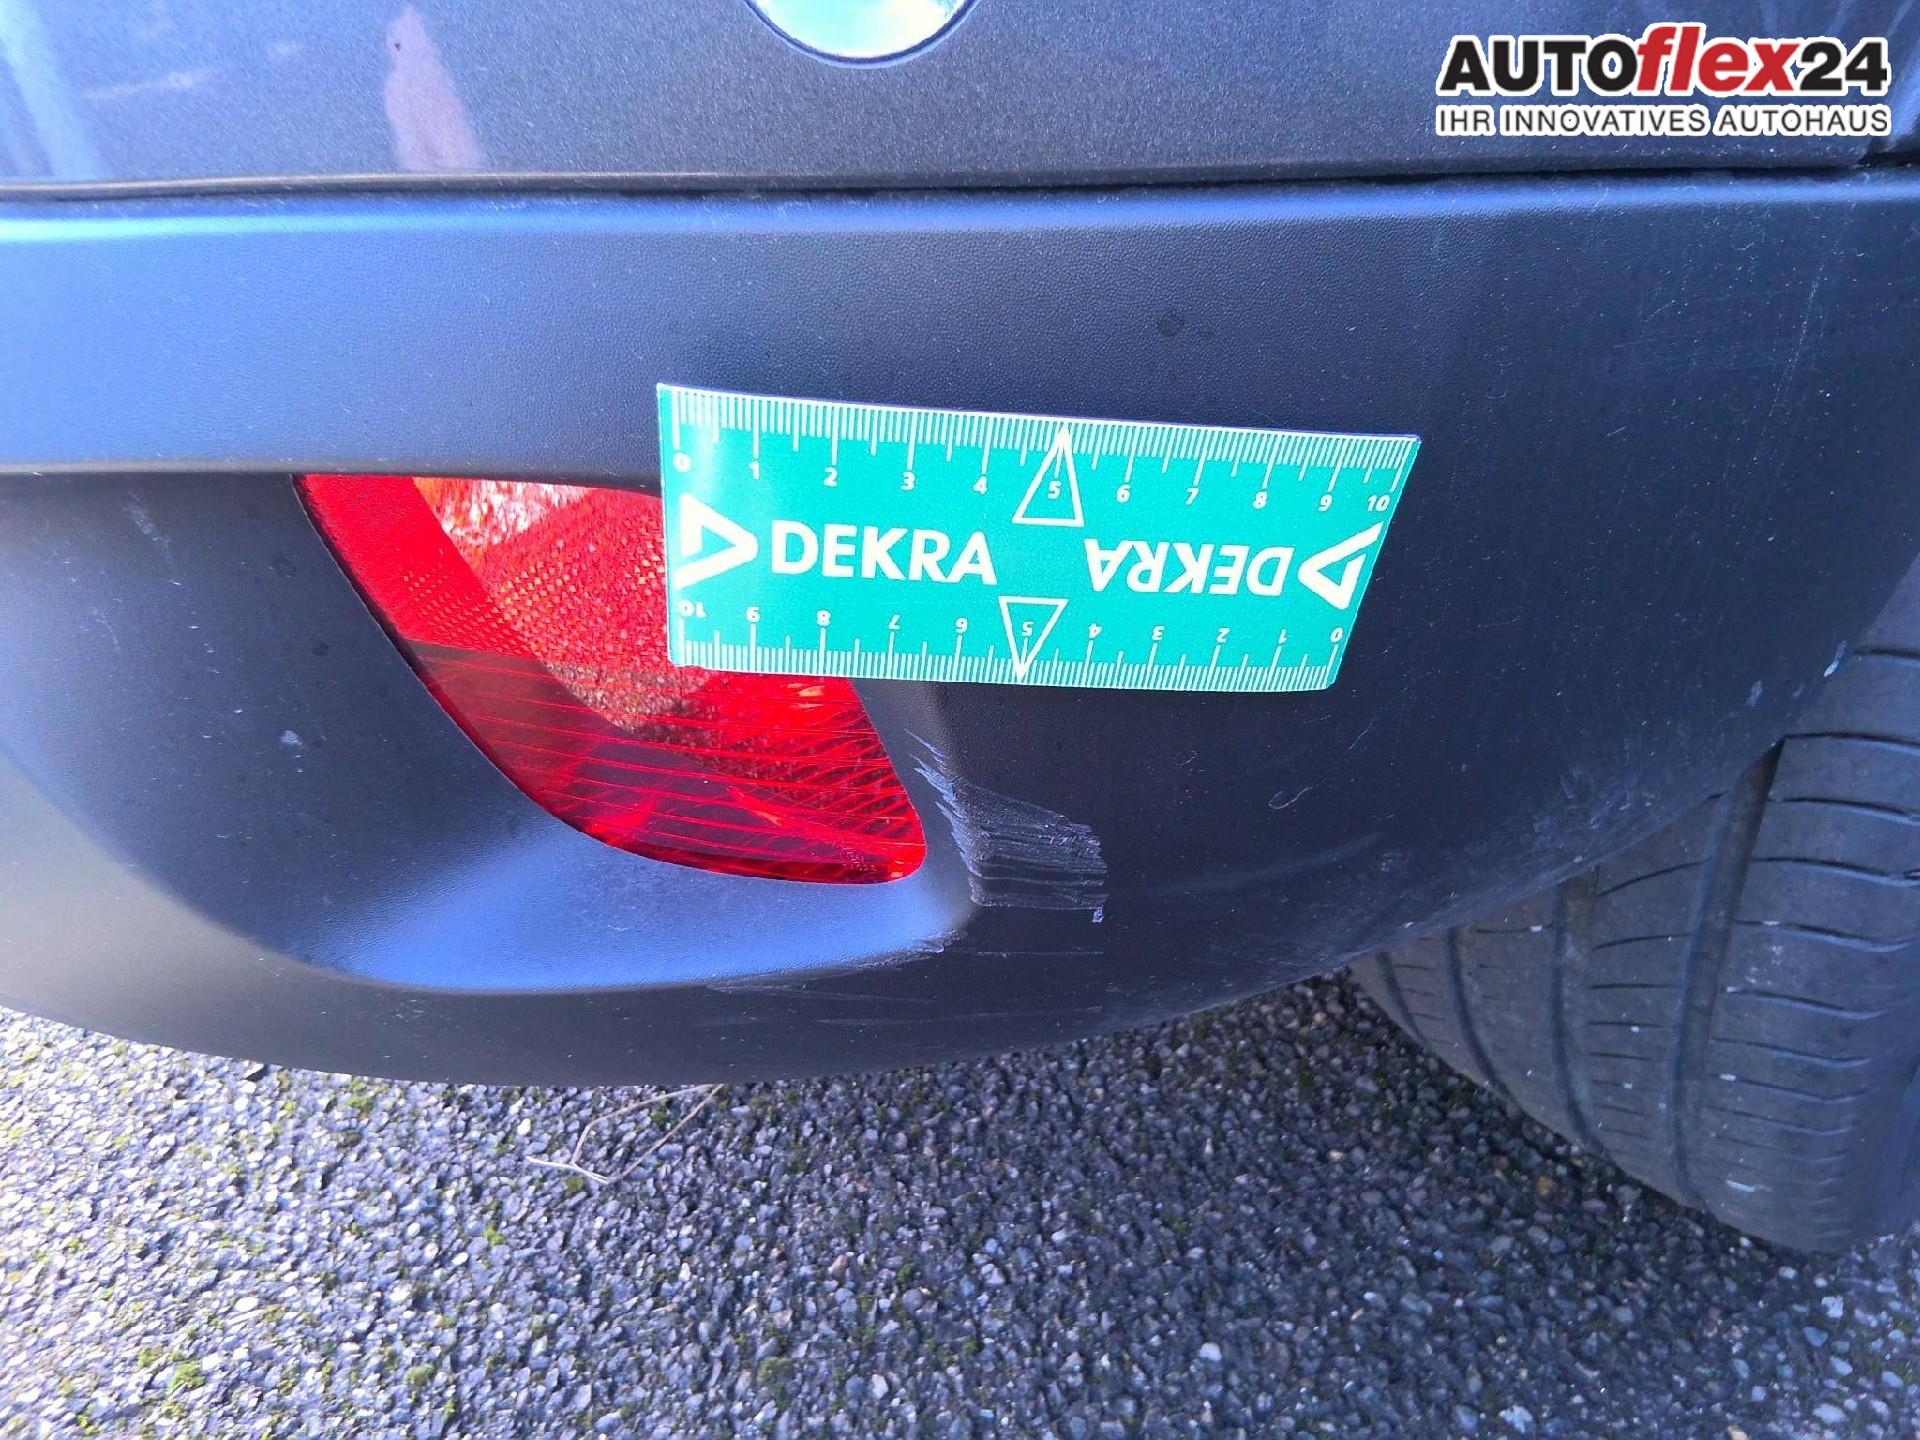 AUTOflex24
IHR INNOVATIVES AUTOHAUS
0 1 2 3 4 5 6 7 8 9 10
DEKRA DEKRA
10 9 8 7 6 5 4 3 2 1 0